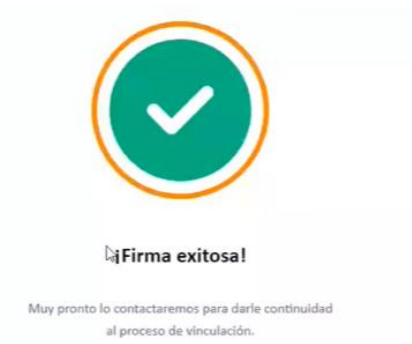 ¡Firma exitosa!
Muy pronto lo contactaremos para darle continuidad
al proceso de vinculación.